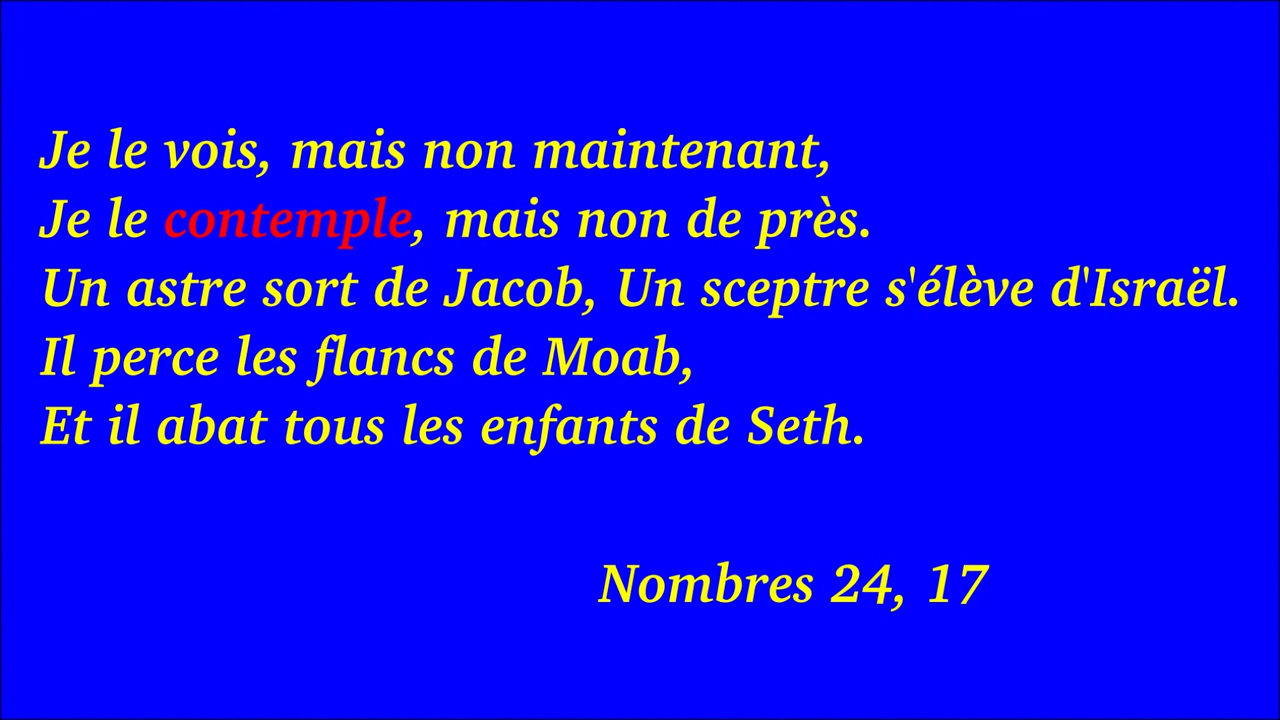 Je le vois, mais non maintenant,
Je le contemple, mais non de près.
Un astre sort de Jacob, Un sceptre s'élève d'Israël.
Il perce les flancs de Moab,
Et il abat tous les enfants de Seth.
Nombres 24, 17